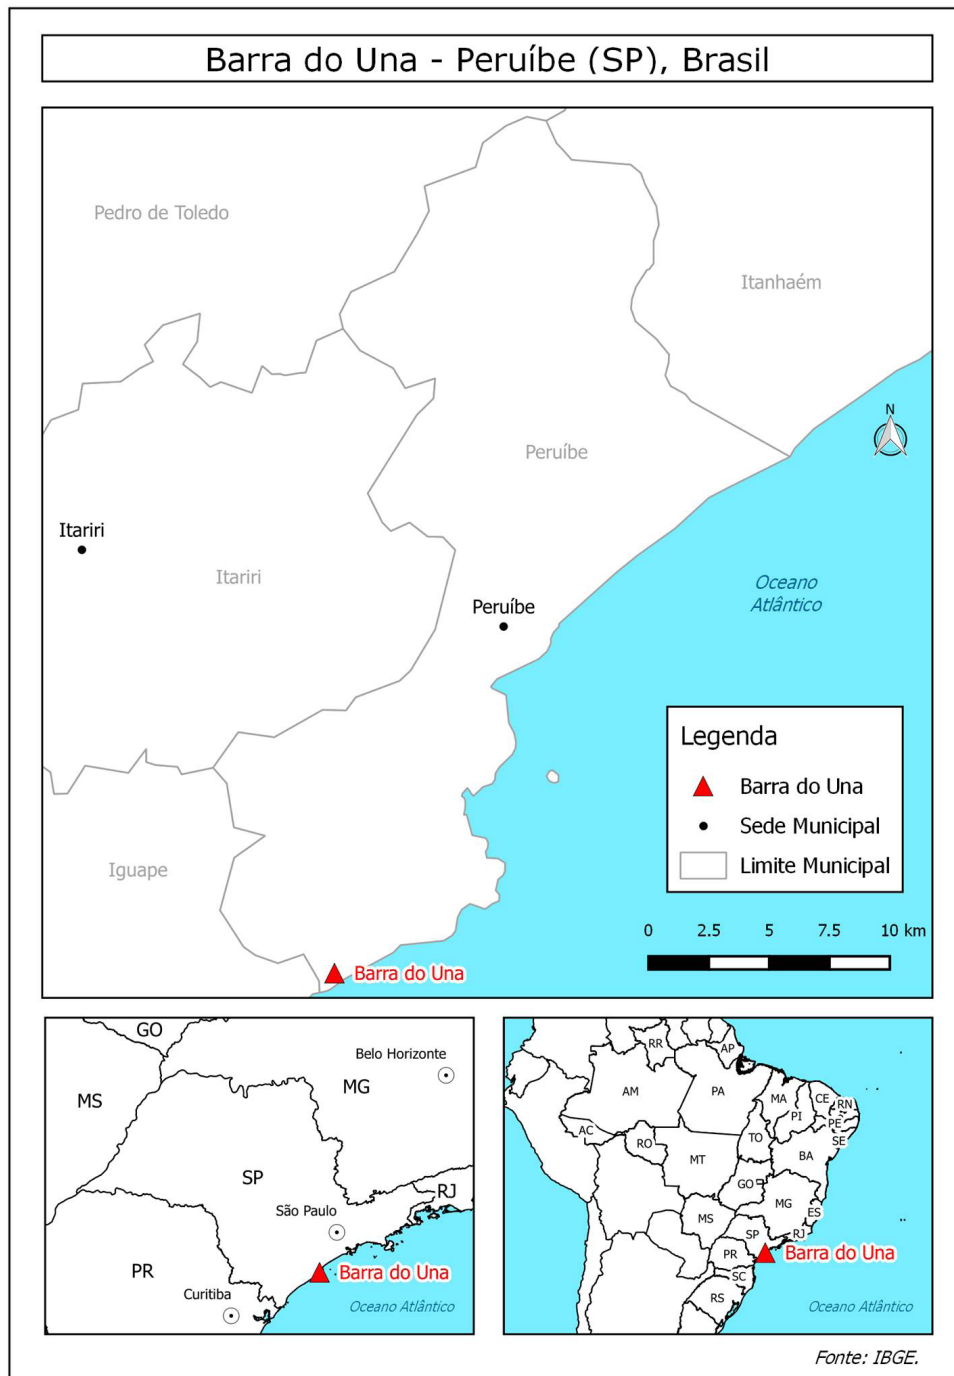 Barra do Una - Peruíbe (SP), Brasil
Pedro de Toledo
Itanhaém
N
Peruíbe
Itariri
Itariri
Oceano
Atlântico
Peruíbe
Legenda
Barra do Una
Sede Municipal
Limite Municipal
Iguape
0 2.5 5 7.5 10 km
Barra do Una
GO
Belo Horizonte
MG
MS
SP
RJ
São Paulo
PR
Barra do Una
Curitiba
Oceano Atlântico
RR
AP
AM
PA
MA
CE
RN
PI
PE
AC
RO
TO
SE
MT
BA
GO
MG
MS
ES
SP
RJ
PR
Barra do Una
SC
RS
Oceano Atlântico
Fonte: IBGE.